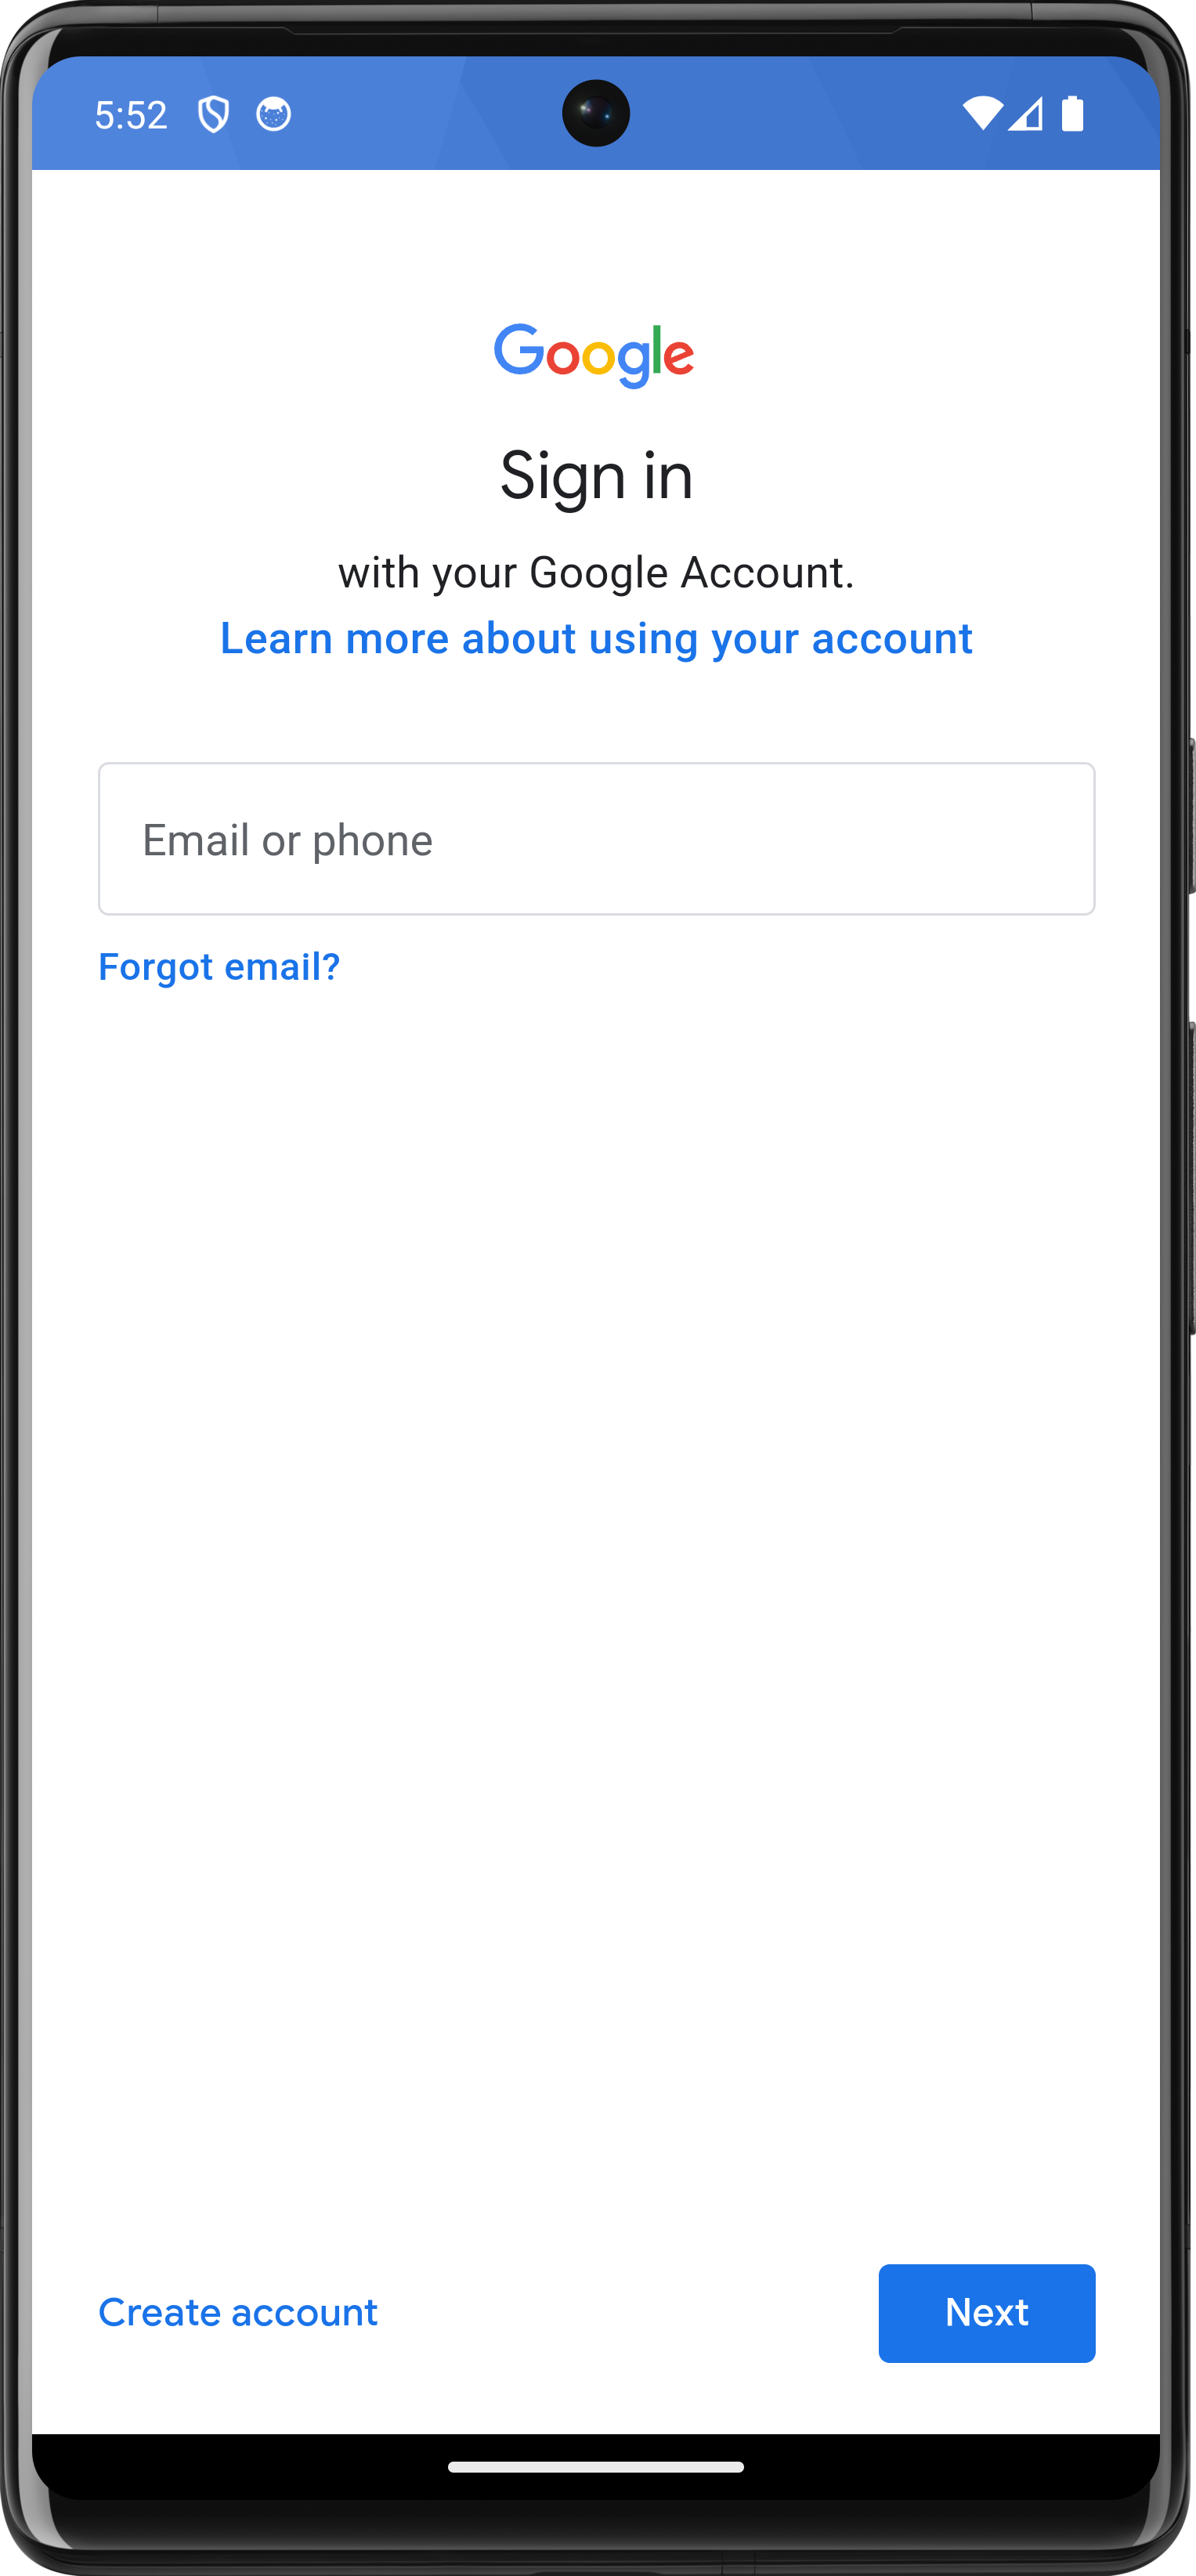 5:52
Google
Sign in
with your Google Account.
Learn more about using your account
Email or phone
Forgot email?
Create account
Next